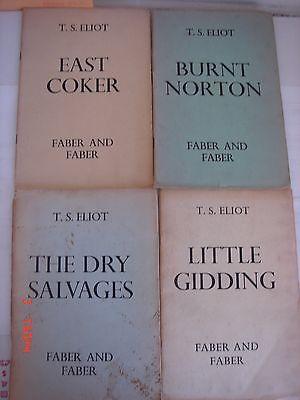 T. S. ELIOT
EAST
COKER
FABER AND
FABER
T. S. ELIOT
BURNT
NORTON
FABER AND
FABER
T. S. ELIOT
THE DRY
SALVAGES
FABER AND
FABER
T. S. ELIOT
LITTLE
GIDDING
FABER AND
FABER